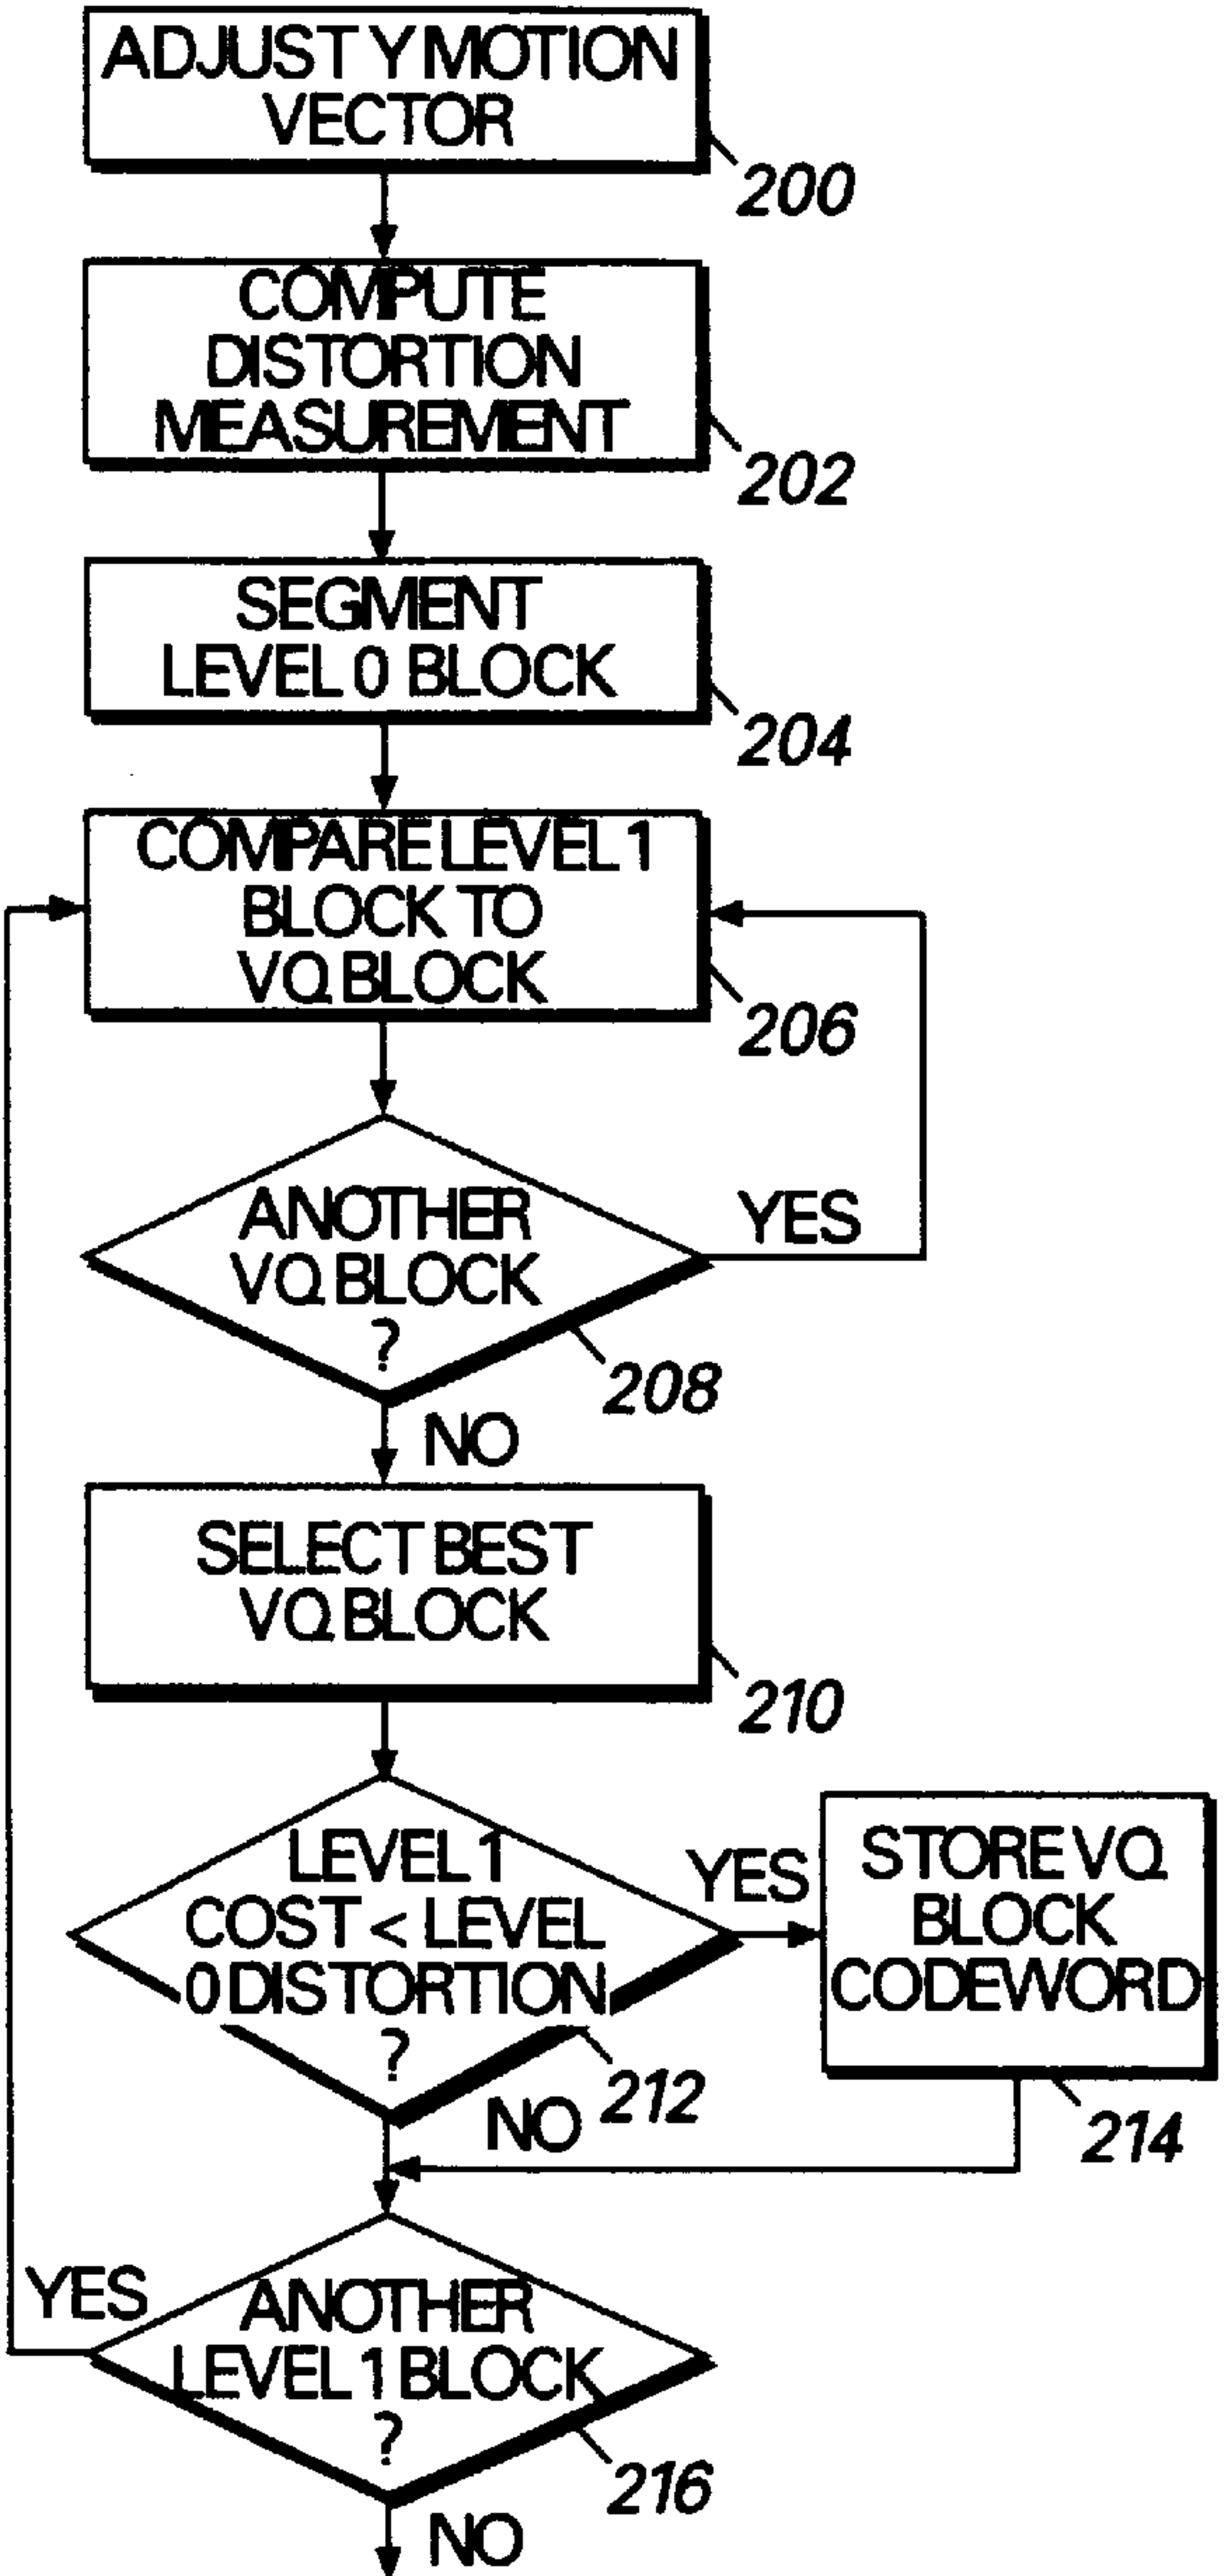 ADJUST Y MOTION
VECTOR
200
COMPUTE
DISTORTION
MEASUREMENT
202
SEGMENT
LEVEL 0 BLOCK
204
COMPARE LEVEL 1
BLOCK TO
VQ BLOCK
206
ANOTHER
VQ BLOCK
?
YES
208
NO
SELECT BEST
VQ BLOCK
210
LEVEL 1
COST < LEVEL
0 DISTORTION
?
YES
212
NO
STORE VQ
BLOCK
CODEWORD
214
YES
ANOTHER
LEVEL 1 BLOCK
?
216
NO